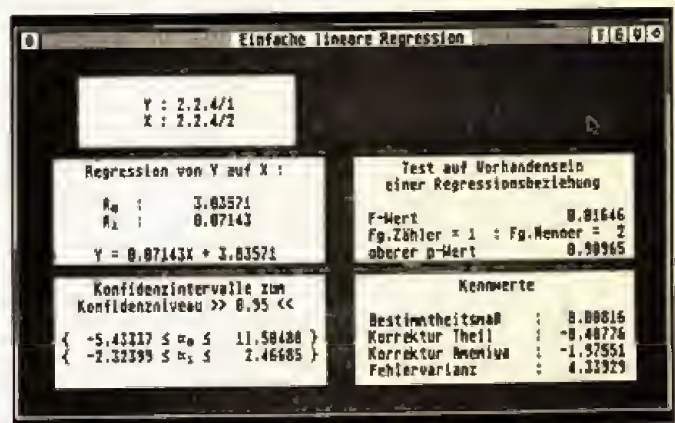 Einfache lineare Regression
Y : 2.2.4/1
X : 2.2.4/2
Regression von Y auf X :
A₀ : 3.03571
A₁ : 0.07143
Y = 0.07143X + 3.03571
Test auf Vorhandensein
einer Regressionsbeziehung
F-Wert 0.01646
Fg.Zähler = 1 : Fg.Nenner = 2
oberer p-Wert 0.90965
Konfidenzintervalle zum
Konfidenzniveau >> 0.95 <<
{ -5.43337 ≤ α₀ ≤ 11.50480 }
{ -2.32399 ≤ α₁ ≤ 2.46685 }
Kennwerte
Bestimmtheitsmaß : 0.00816
Korrektur Theil : -0.48776
Korrektur Amemiya : -1.97551
Fehlervarianz : 4.33929